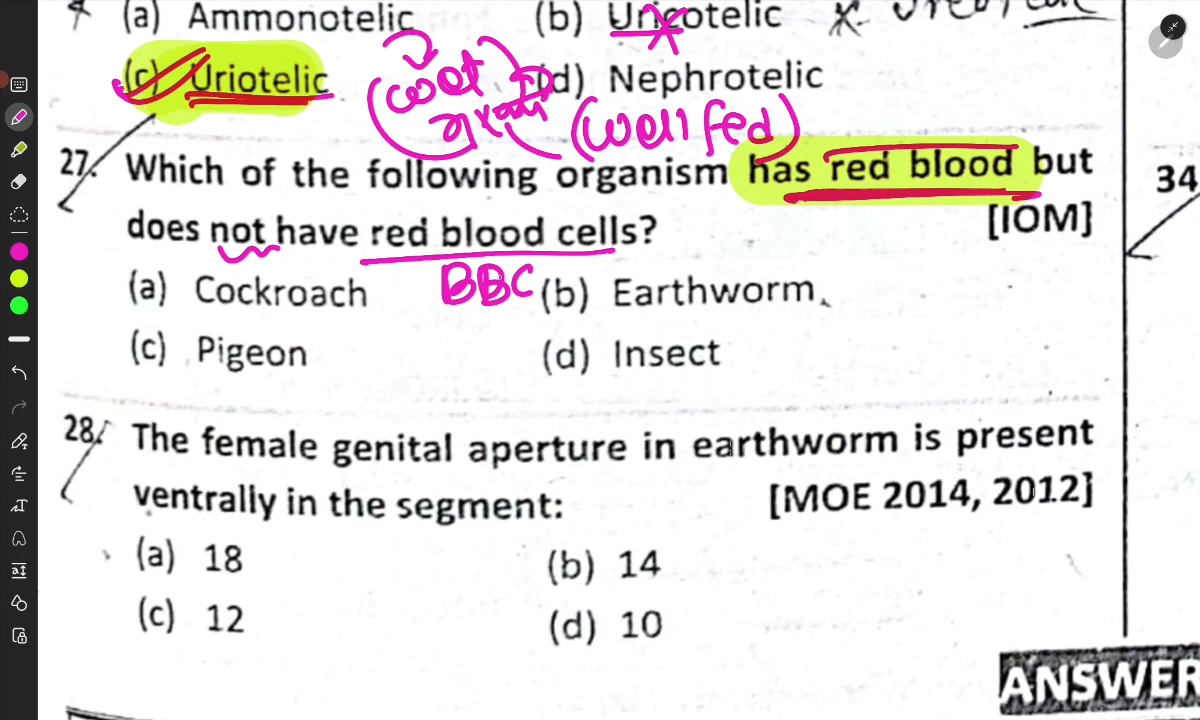 (a) Ammonotelic (b) Uricotelic
(c) Uriotelic (d) Nephrotelic
(wet
(well fed)
27. Which of the following organism has red blood but
does not have red blood cells? [IOM]
34
BBC
(a) Cockroach (b) Earthworm
(c) Pigeon (d) Insect
28. The female genital aperture in earthworm is present
ventrally in the segment: [MOE 2014, 2012]
(a) 18 (b) 14
(c) 12 (d) 10
ANSWER